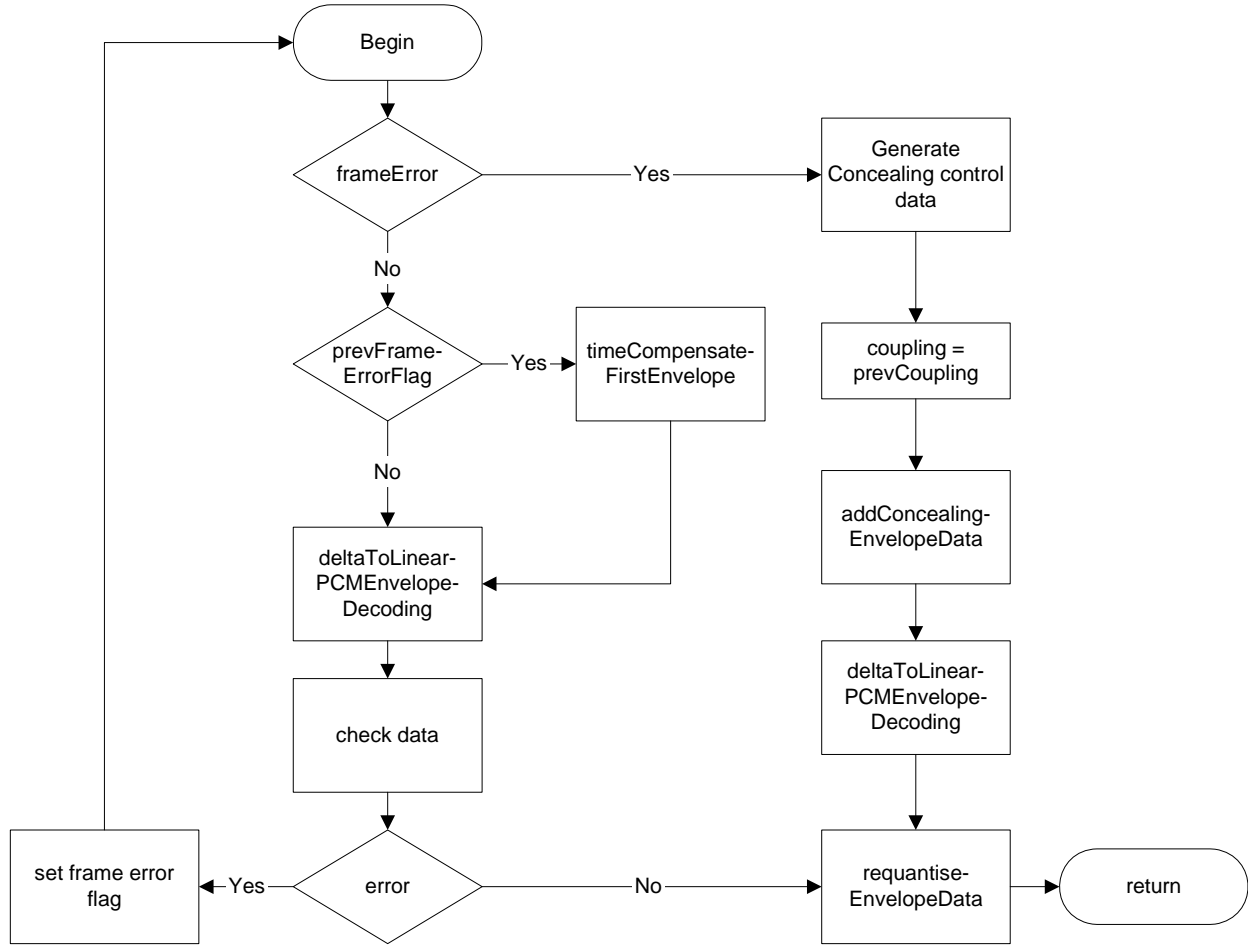 Begin
frameError
Yes
Generate
Concealing control
data
No
prevFrame-
ErrorFlag
Yes
timeCompensate-
FirstEnvelope
coupling =
prevCoupling
No
addConcealing-
EnvelopeData
deltaToLinear-
PCMEnvelope-
Decoding
deltaToLinear-
PCMEnvelope-
Decoding
check data
set frame error
flag
Yes
error
No
requantise-
EnvelopeData
return